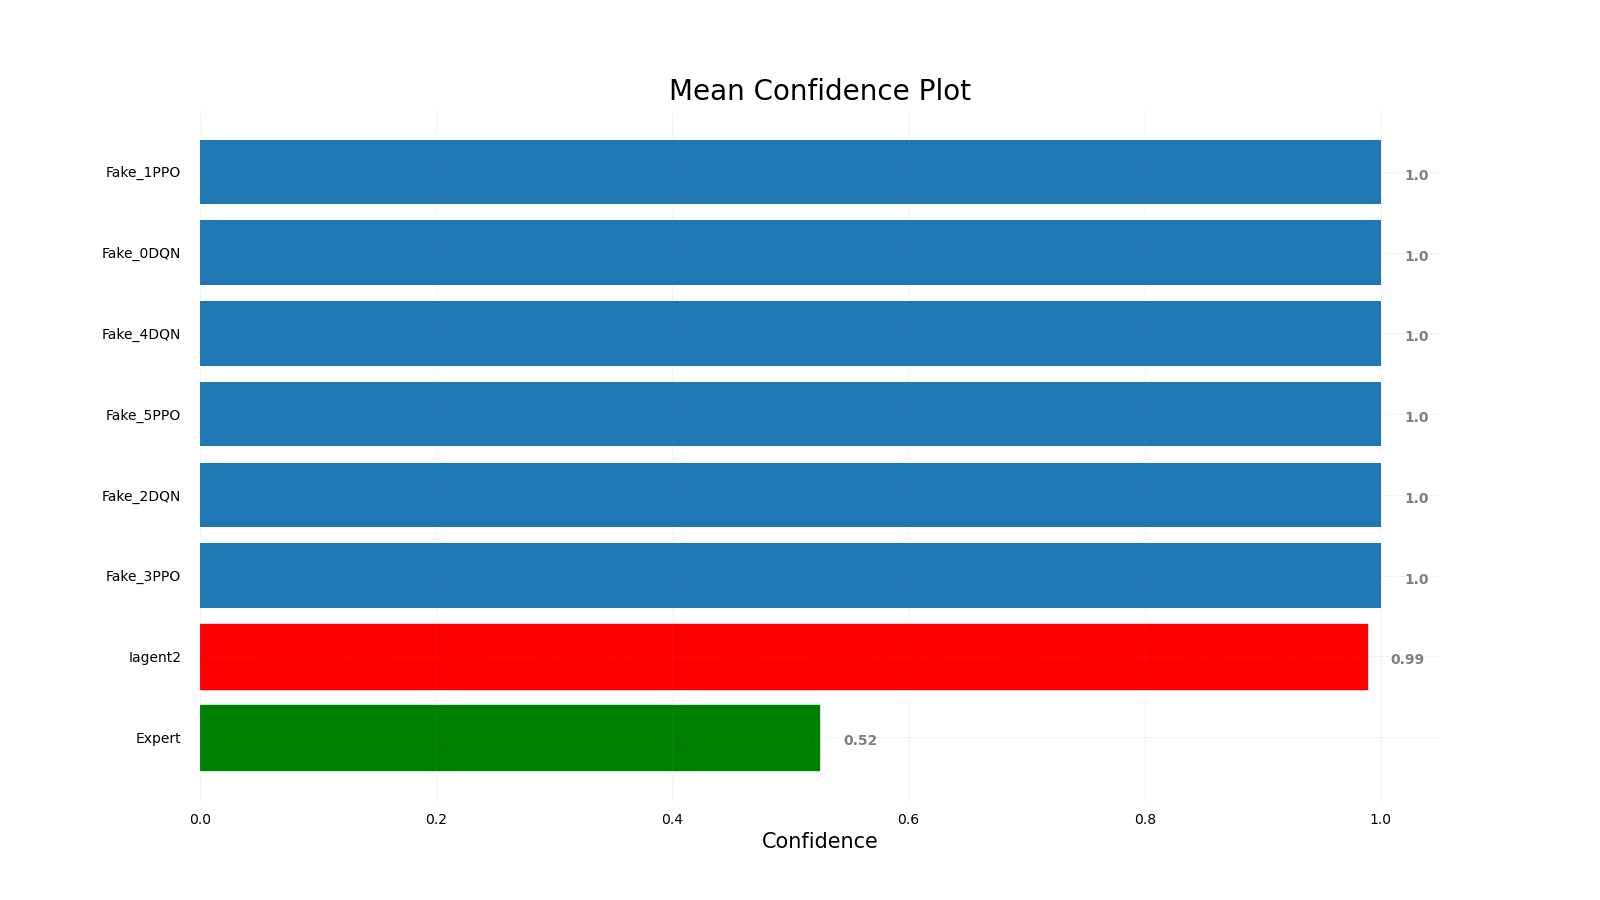 Mean Confidence Plot
Fake_1PPO 1.0
Fake_0DQN 1.0
Fake_4DQN 1.0
Fake_5PPO 1.0
Fake_2DQN 1.0
Fake_3PPO 1.0
Iagent2 0.99
Expert 0.52
0.0 0.2 0.4 0.6 0.8 1.0
Confidence